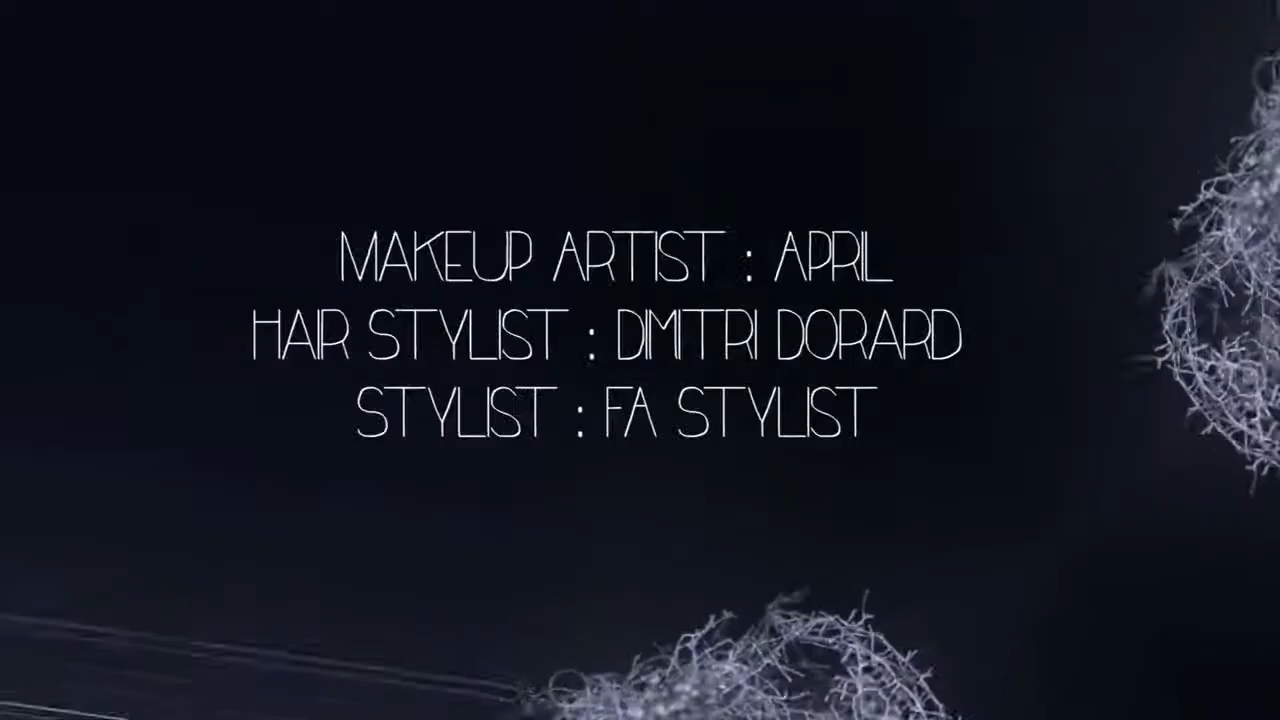 MAKEUP ARTIST : APRIL
HAIR STYLIST : DIMITRI DORARD
STYLIST : FA STYLIST